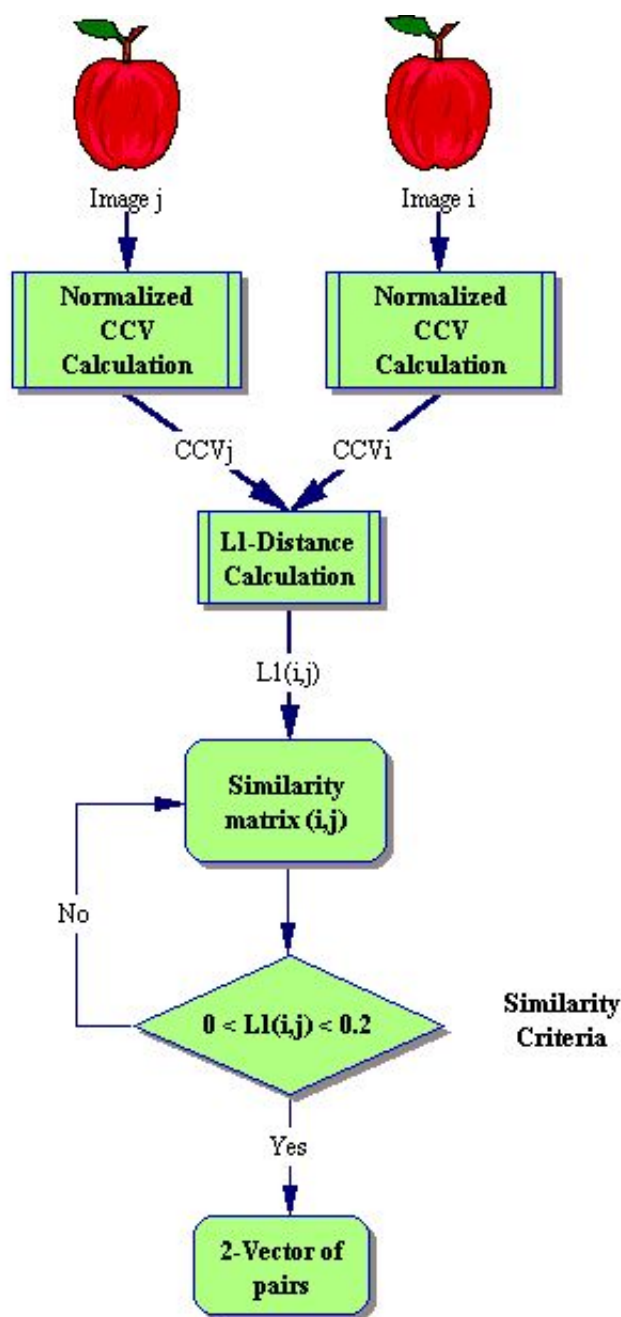 Image j
Image i
Normalized
CCV
Calculation
Normalized
CCV
Calculation
CCVj
CCVi
L1-Distance
Calculation
L1(i,j)
Similarity
matrix (i,j)
No
0 < L1(i,j) < 0.2
Similarity
Criteria
Yes
2-Vector of
pairs